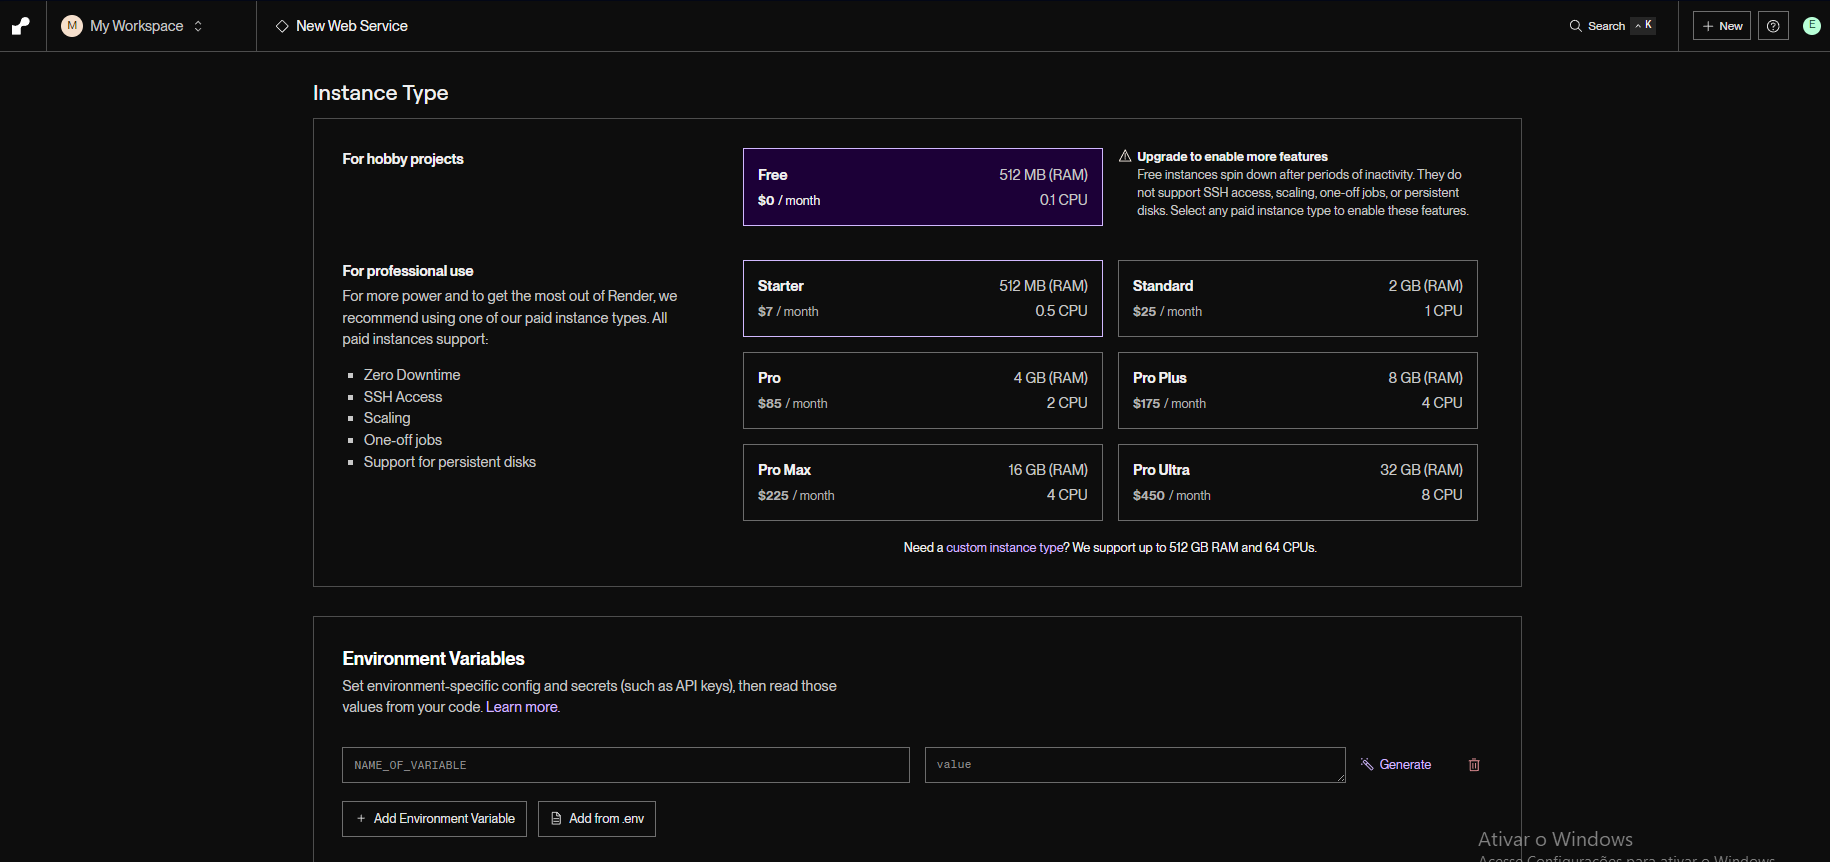 M My Workspace
New Web Service
Search ^ K
+ New
E
Instance Type
For hobby projects
Free 512 MB (RAM)
$0 / month 0.1 CPU
Upgrade to enable more features
Free instances spin down after periods of inactivity. They do
not support SSH access, scaling, one-off jobs, or persistent
disks. Select any paid instance type to enable these features.
For professional use
For more power and to get the most out of Render, we
recommend using one of our paid instance types. All
paid instances support:
Zero Downtime
SSH Access
Scaling
One-off jobs
Support for persistent disks
Starter 512 MB (RAM)
$7 / month 0.5 CPU
Standard 2 GB (RAM)
$25 / month 1 CPU
Pro 4 GB (RAM)
$85 / month 2 CPU
Pro Plus 8 GB (RAM)
$175 / month 4 CPU
Pro Max 16 GB (RAM)
$225 / month 4 CPU
Pro Ultra 32 GB (RAM)
$450 / month 8 CPU
Need a custom instance type? We support up to 512 GB RAM and 64 CPUs.
Environment Variables
Set environment-specific config and secrets (such as API keys), then read those
values from your code. Learn more.
NAME_OF_VARIABLE
value
Generate
+ Add Environment Variable
Add from .env
Ativar o Windows
Acesse Configurações para ativar o Windows.